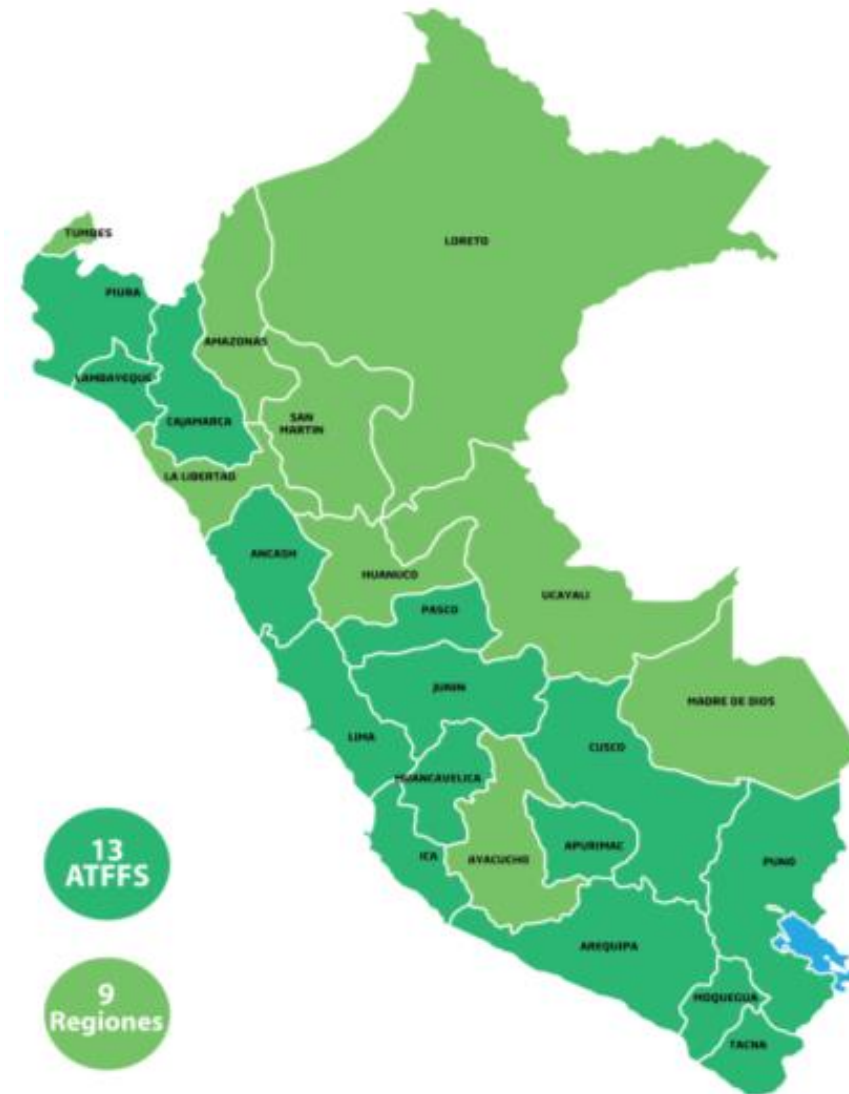 TUMBES
LORETO
PIURA
AMAZONAS
LAMBAYEQUE
CAJAMARCA
SAN
MARTIN
LA LIBERTAD
ANCASH
HUANUCO
UCAYALI
PASCO
JUNIN
MADRE DE DIOS
LIMA
CUSCO
HUANCAVELICA
13
ATFFS
ICA
AYACUCHO
APURIMAC
PUNO
AREQUIPA
9
Regiones
MOQUEGUA
TACNA